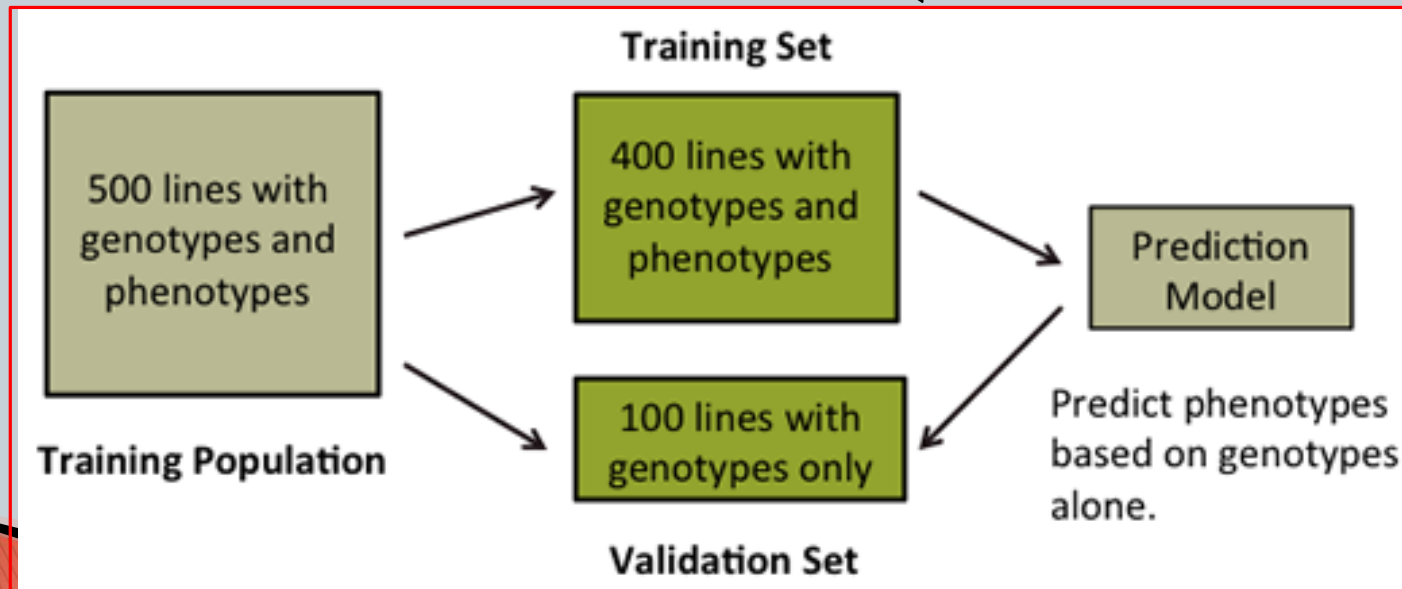 Training Set
500 lines with
genotypes and
phenotypes
Training Population
400 lines with
genotypes and
phenotypes
100 lines with
genotypes only
Validation Set
Prediction
Model
Predict phenotypes
based on genotypes
alone.